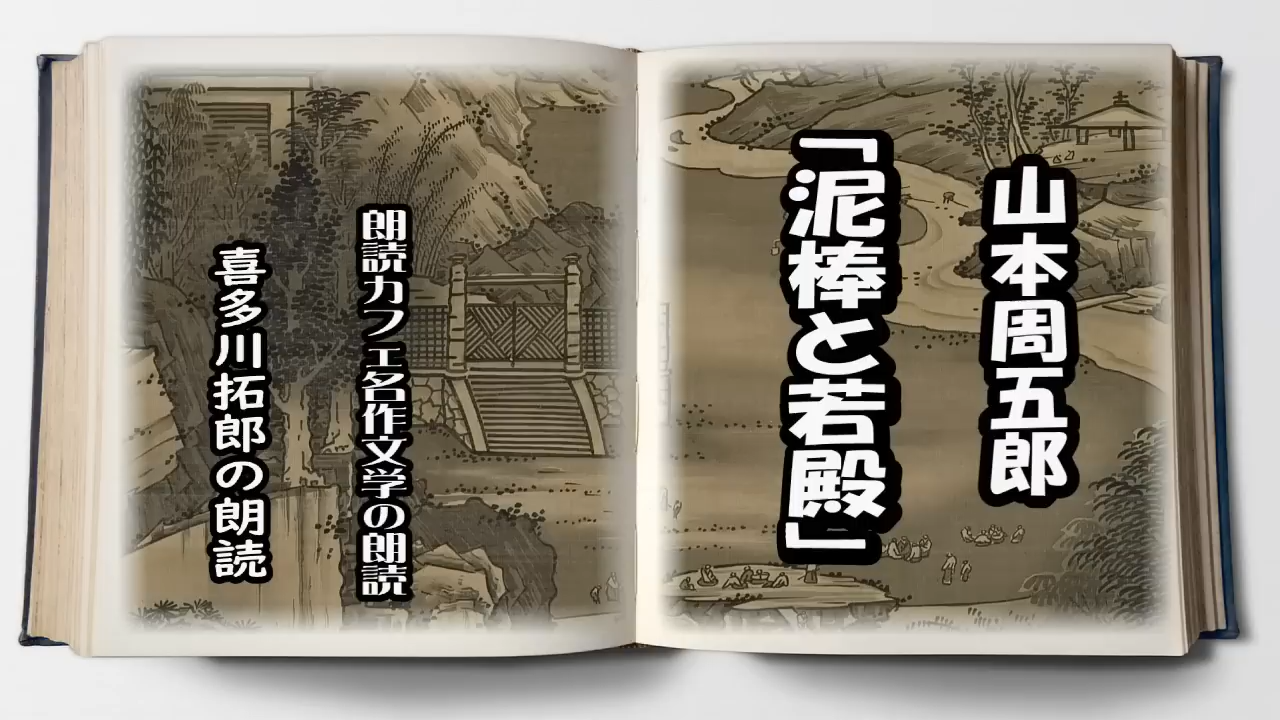 山本周五郎
「泥棒と若殿」
朗読カフェ名作文学の朗読
喜多川拓郎の朗読